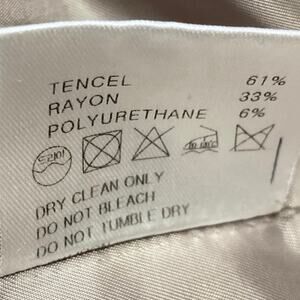 TENCEL 61%
RAYON 33%
POLYURETHANE 6%
DRY CLEAN ONLY
DO NOT BLEACH
DO NOT TUMBLE DRY